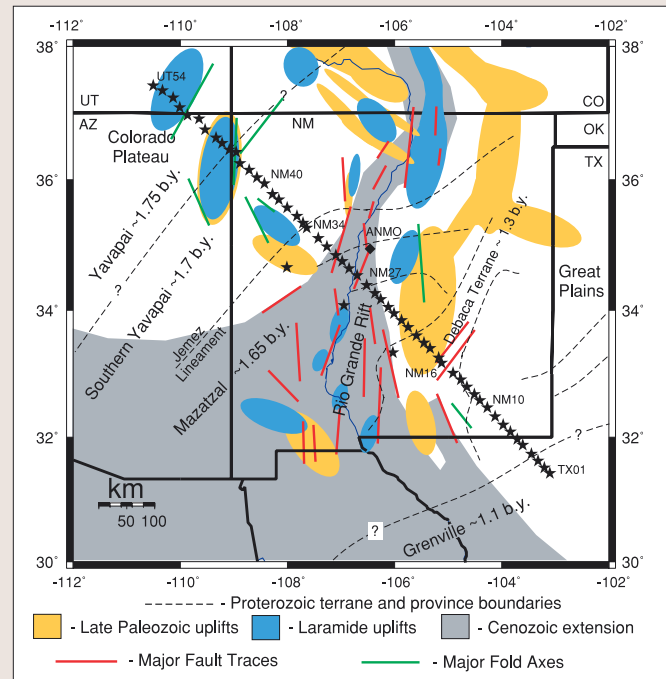 -112° -110° -108° -106° -104° -102°
38° 38°
UT54
?
UT CO
AZ NM OK
Colorado
Plateau
TX
36° 36°
NM40
Yavapai ~1.75 b.y.
NM34 ANMO
Debaca Terrane ~1.3 b.y.
Great
Plains
NM27
?
34° 34°
Southern Yavapai ~1.7 b.y.
Jemez
Lineament
Mazatzal ~1.65 b.y.
Rio Grande Rift
NM16
NM10
32° 32°
?
TX01
km
50 100
?
Grenville ~1.1 b.y.
30° 30°
-112° -110° -108° -106° -104° -102°
- Proterozoic terrane and province boundaries
- Late Paleozoic uplifts - Laramide uplifts - Cenozoic extension
- Major Fault Traces - Major Fold Axes